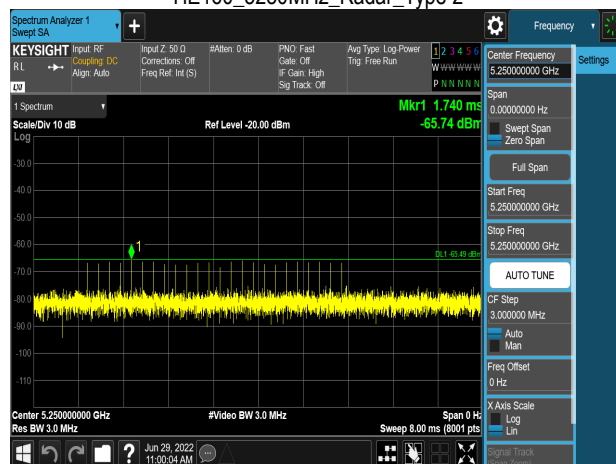 HE160_5250MHz_Radar_Type 2
Spectrum Analyzer 1
Swept SA
Frequency
KEYSIGHT
RL
LXI
Input: RF
Coupling: DC
Align: Auto
Input Z: 50 Ω
Corrections: Off
Freq Ref: Int (S)
#Atten: 0 dB
PNO: Fast
Gate: Off
IF Gain: High
Sig Track: Off
Avg Type: Log-Power
Trig: Free Run
1 2 3 4 5 6
W W W W W W
P N N N N N
1 Spectrum
Scale/Div 10 dB
Log
Ref Level -20.00 dBm
Mkr1 1.740 ms
-65.74 dBm
-30.0
-40.0
-50.0
-60.0
1
DL1 -65.49 dBm
-70.0
-80.0
-90.0
-100
-110
Center 5.250000000 GHz
Res BW 3.0 MHz
#Video BW 3.0 MHz
Span 0 Hz
Sweep 8.00 ms (8001 pts)
Jun 29, 2022
11:00:04 AM
Center Frequency
5.250000000 GHz
Settings
Span
0.00000000 Hz
Swept Span
Zero Span
Full Span
Start Freq
5.250000000 GHz
Stop Freq
5.250000000 GHz
AUTO TUNE
CF Step
3.000000 MHz
Auto
Man
Freq Offset
0 Hz
X Axis Scale
Log
Lin
Signal Track
(Span Zoom)